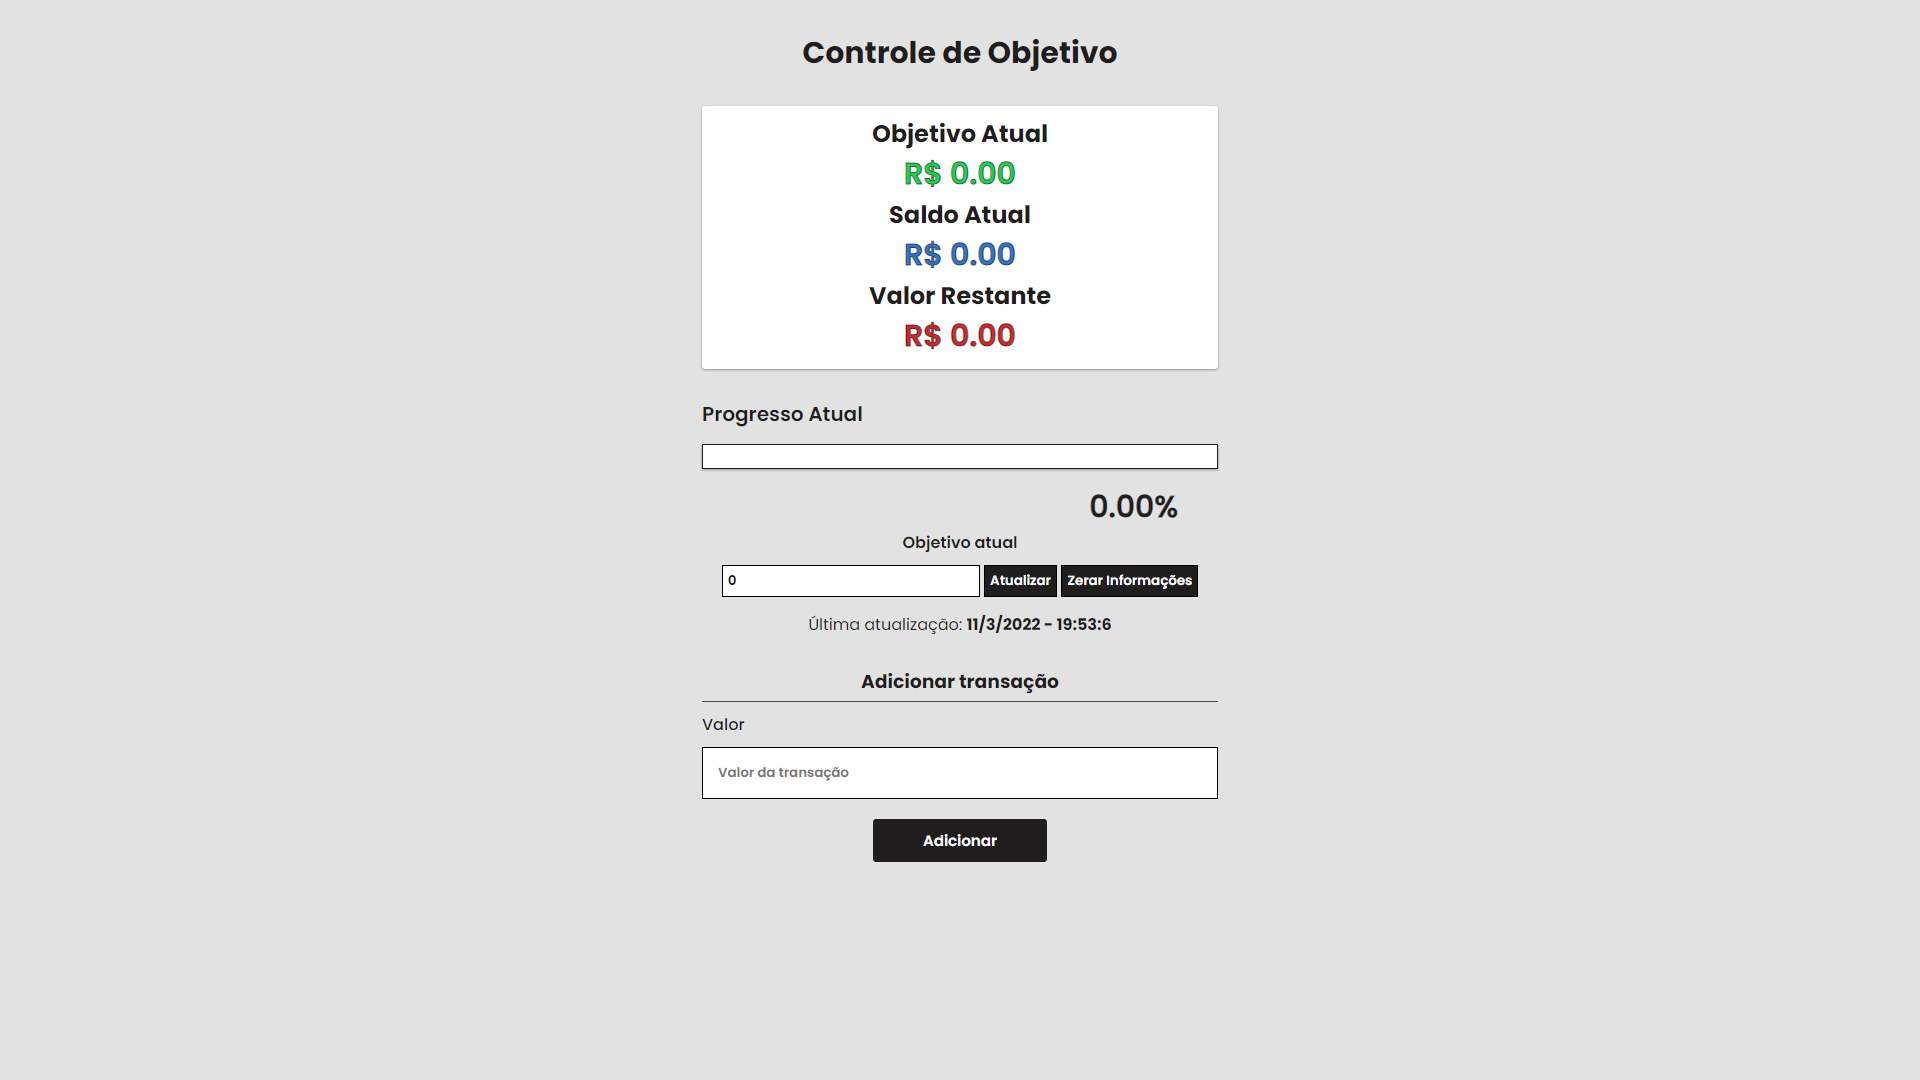 Controle de Objetivo
Objetivo Atual
R$ 0.00
Saldo Atual
R$ 0.00
Valor Restante
R$ 0.00
Progresso Atual
0.00%
Objetivo atual
0 Atualizar Zerar Informações
Última atualização: 11/3/2022 - 19:53:6
Adicionar transação
Valor
Valor da transação
Adicionar